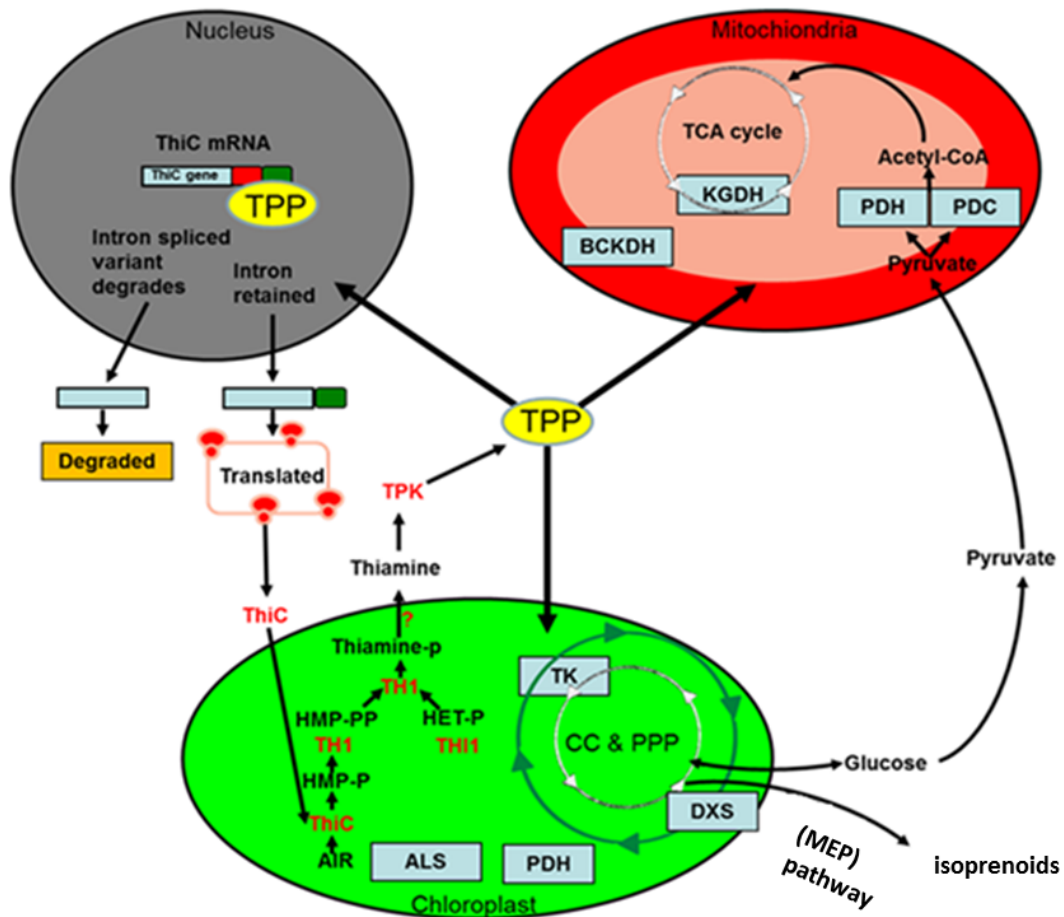 Nucleus
ThiC mRNA
ThiC gene
TPP
Intron spliced
variant
degrades
Intron
retained
Degraded
Translated
ThiC
Mitiochondria
TCA cycle
KGDH
Acetyl-CoA
PDH
PDC
BCKDH
Pyruvate
TPP
TPK
Thiamine
?
Thiamine-p
TH1
HMP-PP
HET-P
TH1
THI1
HMP-P
ThiC
AIR
ALS
PDH
Chloroplast
TK
CC & PPP
DXS
Pyruvate
Glucose
(MEP)
pathway
isoprenoids